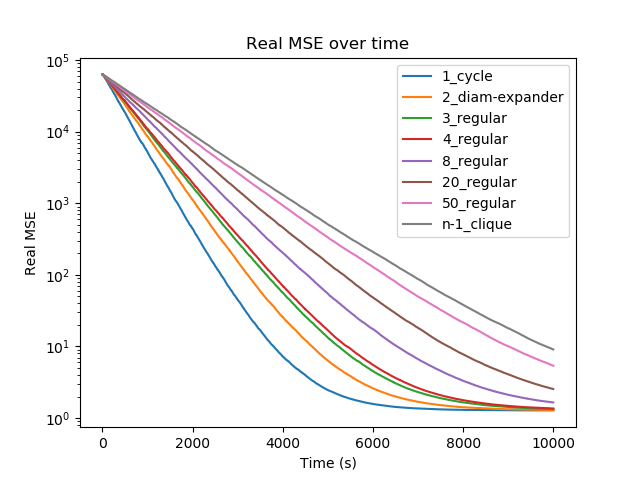 Real MSE over time
Real MSE
10^5
10^4
10^3
10^2
10^1
10^0
1_cycle
2_diam-expander
3_regular
4_regular
8_regular
20_regular
50_regular
n-1_clique
0 2000 4000 6000 8000 10000
Time (s)